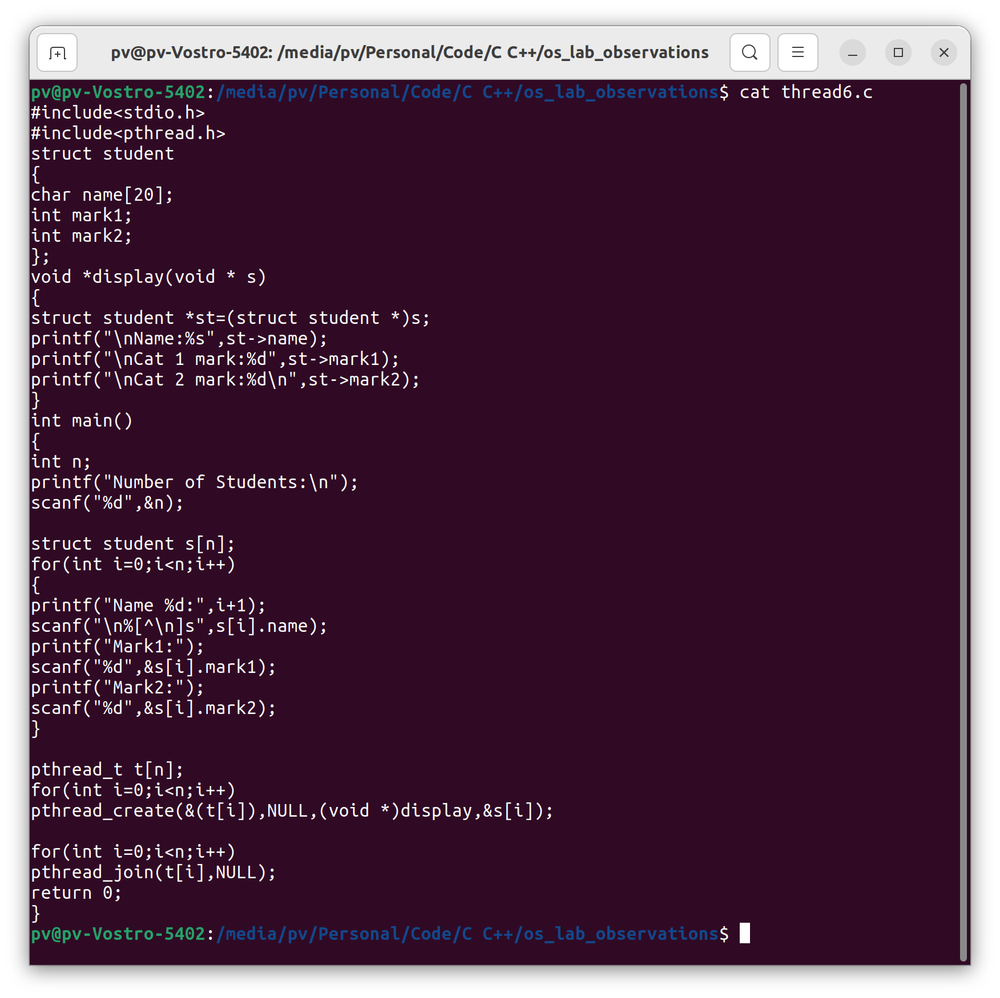 pv@pv-Vostro-5402: /media/pv/Personal/Code/C C++/os_lab_observations
pv@pv-Vostro-5402:/media/pv/Personal/Code/C C++/os_lab_observations$ cat thread6.c
#include<stdio.h>
#include<pthread.h>
struct student
{
char name[20];
int mark1;
int mark2;
};
void *display(void * s)
{
struct student *st=(struct student *)s;
printf("\nName:%s",st->name);
printf("\nCat 1 mark:%d",st->mark1);
printf("\nCat 2 mark:%d\n",st->mark2);
}
int main()
{
int n;
printf("Number of Students:\n");
scanf("%d",&n);

struct student s[n];
for(int i=0;i<n;i++)
{
printf("Name %d:",i+1);
scanf("\n%[^\n]s",s[i].name);
printf("Mark1:");
scanf("%d",&s[i].mark1);
printf("Mark2:");
scanf("%d",&s[i].mark2);
}

pthread_t t[n];
for(int i=0;i<n;i++)
pthread_create(&(t[i]),NULL,(void *)display,&s[i]);

for(int i=0;i<n;i++)
pthread_join(t[i],NULL);
return 0;
}
pv@pv-Vostro-5402:/media/pv/Personal/Code/C C++/os_lab_observations$